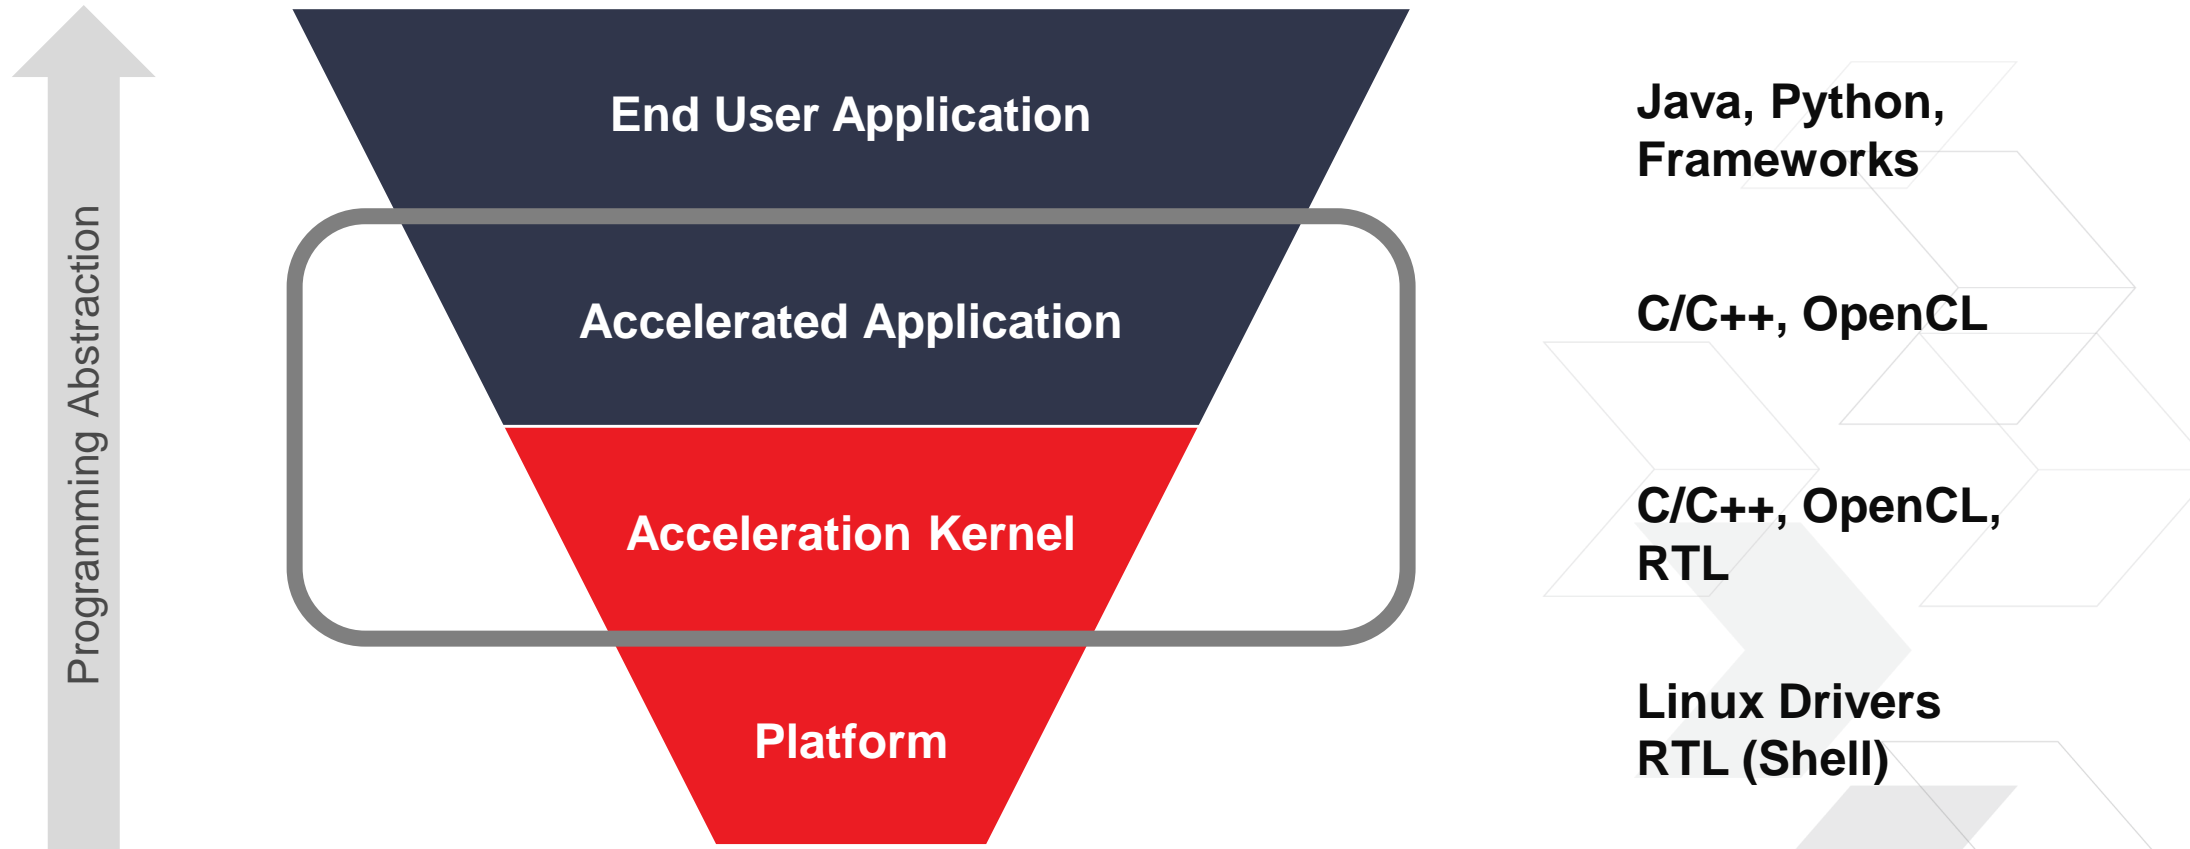 Programming Abstraction
End User Application
Java, Python,
Frameworks
Accelerated Application
C/C++, OpenCL
Acceleration Kernel
C/C++, OpenCL,
RTL
Platform
Linux Drivers
RTL (Shell)